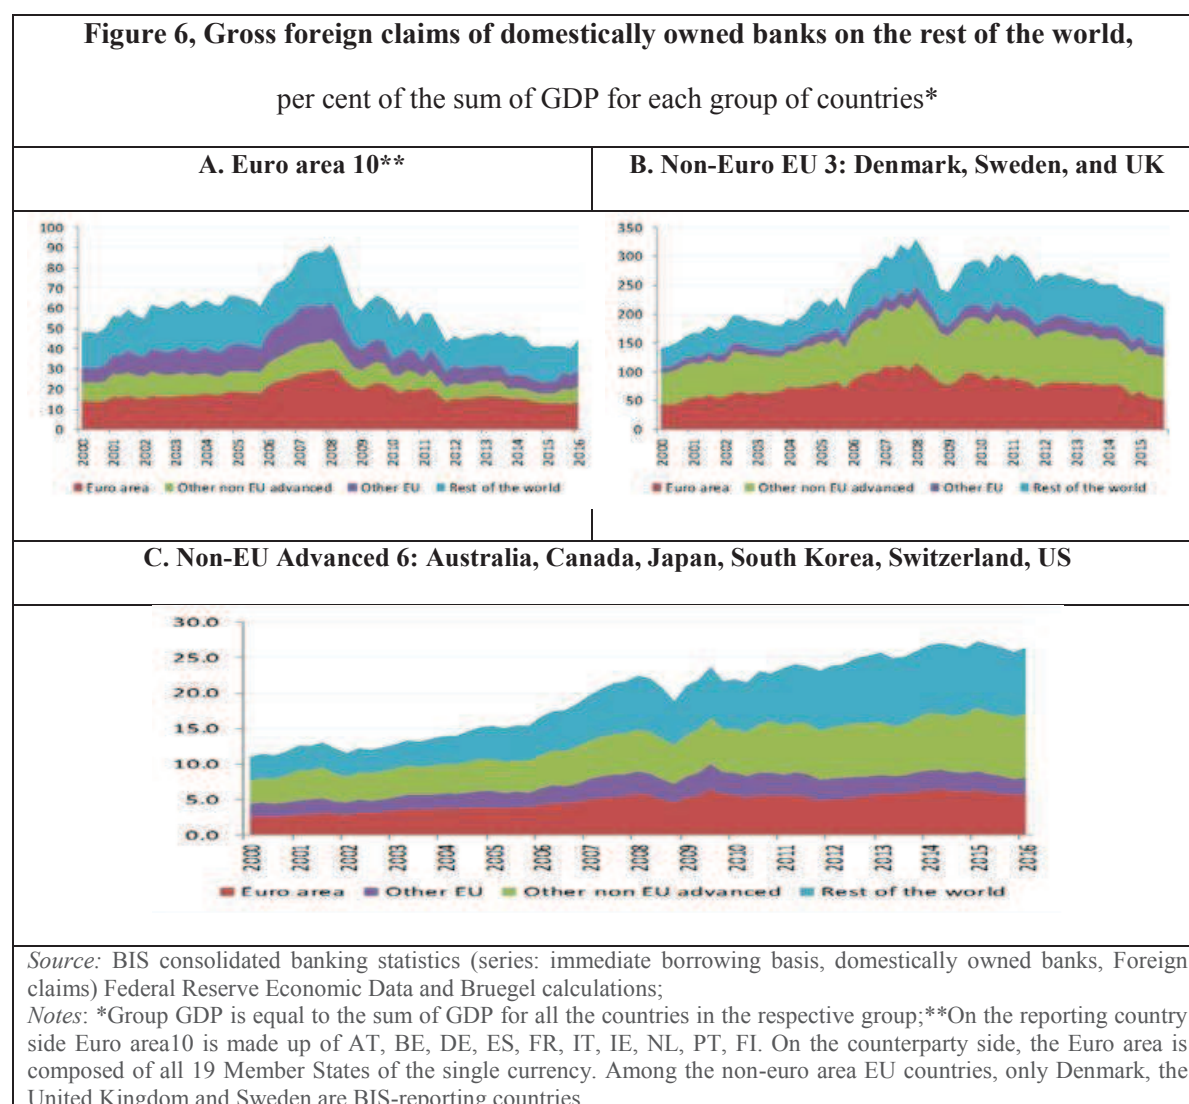 Figure 6, Gross foreign claims of domestically owned banks on the rest of the world,
per cent of the sum of GDP for each group of countries*
A. Euro area 10**
B. Non-Euro EU 3: Denmark, Sweden, and UK
100
90
80
70
60
50
40
30
20
10
0
2000 2001 2002 2003 2004 2005 2006 2007 2008 2009 2010 2011 2012 2013 2014 2015 2016
Euro area Other non EU advanced Other EU Rest of the world
350
300
250
200
150
100
50
0
2000 2001 2002 2003 2004 2005 2006 2007 2008 2009 2010 2011 2012 2013 2014 2015
Euro area Other non EU advanced Other EU Rest of the world
C. Non-EU Advanced 6: Australia, Canada, Japan, South Korea, Switzerland, US
30.0
25.0
20.0
15.0
10.0
5.0
0.0
2000 2001 2002 2003 2004 2005 2006 2007 2008 2009 2010 2011 2012 2013 2014 2015 2016
Euro area Other EU Other non EU advanced Rest of the world
Source: BIS consolidated banking statistics (series: immediate borrowing basis, domestically owned banks, Foreign
claims) Federal Reserve Economic Data and Bruegel calculations;
Notes: *Group GDP is equal to the sum of GDP for all the countries in the respective group;**On the reporting country
side Euro area10 is made up of AT, BE, DE, ES, FR, IT, IE, NL, PT, FI. On the counterparty side, the Euro area is
composed of all 19 Member States of the single currency. Among the non-euro area EU countries, only Denmark, the
United Kingdom and Sweden are BIS-reporting countries